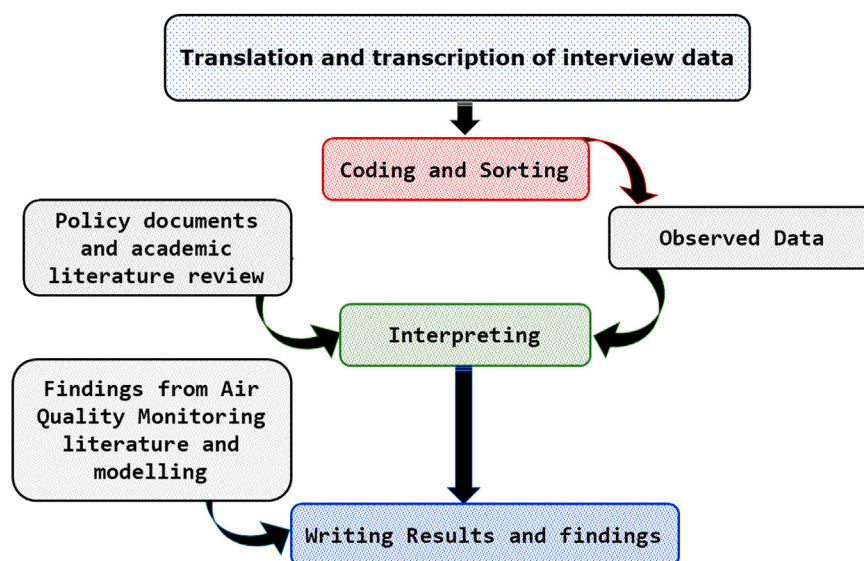 Translation and transcription of interview data
Coding and Sorting
Policy documents
and academic
literature review
Observed Data
Interpreting
Findings from Air
Quality Monitoring
literature and
modelling
Writing Results and findings